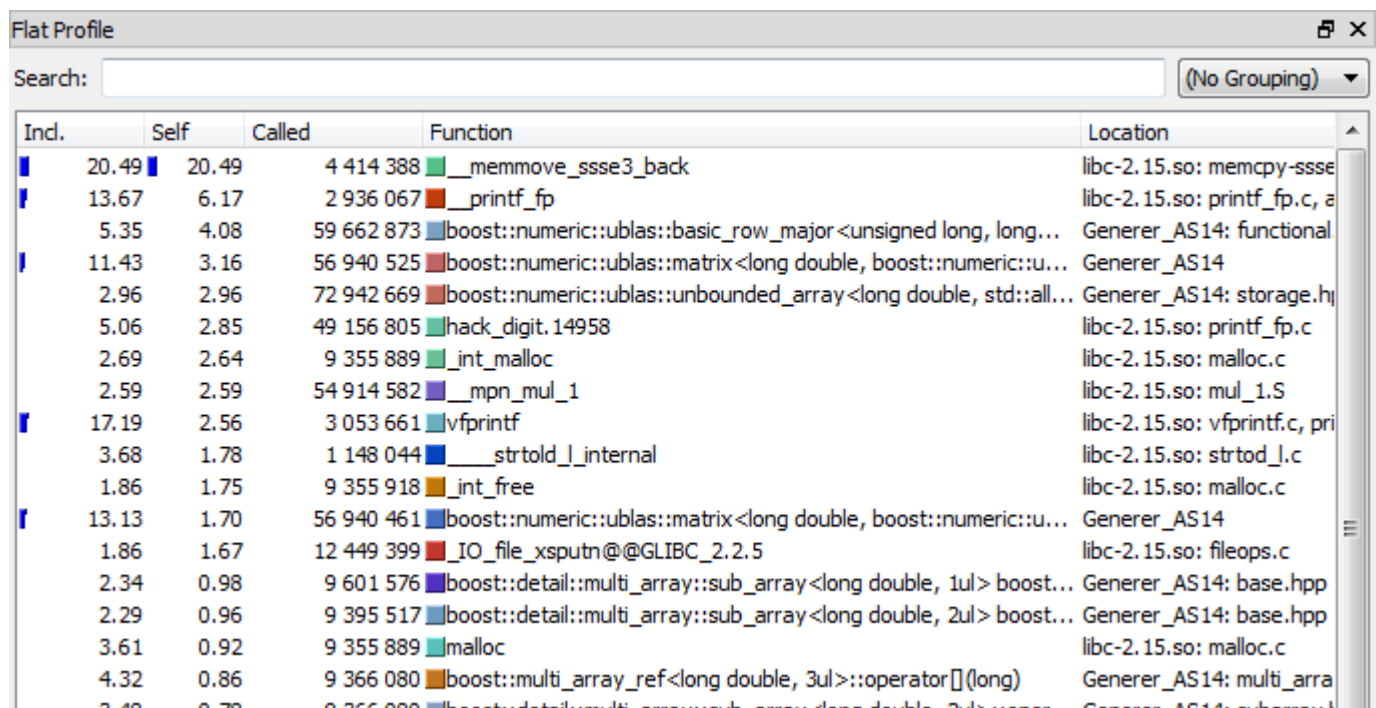 Flat Profile
Search: (No Grouping)
Incl. Self Called Function Location
20.49 20.49 4 414 388 __memmove_ssse3_back libc-2.15.so: memcpy-ssse
13.67 6.17 2 936 067 __printf_fp libc-2.15.so: printf_fp.c, a
5.35 4.08 59 662 873 boost::numeric::ublas::basic_row_major<unsigned long, long... Generer_AS14: functional.
11.43 3.16 56 940 525 boost::numeric::ublas::matrix<long double, boost::numeric::u... Generer_AS14
2.96 2.96 72 942 669 boost::numeric::ublas::unbounded_array<long double, std::all... Generer_AS14: storage.h
5.06 2.85 49 156 805 hack_digit.14958 libc-2.15.so: printf_fp.c
2.69 2.64 9 355 889 _int_malloc libc-2.15.so: malloc.c
2.59 2.59 54 914 582 __mpn_mul_1 libc-2.15.so: mul_1.S
17.19 2.56 3 053 661 vfprintf libc-2.15.so: vfprintf.c, pri
3.68 1.78 1 148 044 ____strtold_l_internal libc-2.15.so: strtod_l.c
1.86 1.75 9 355 918 _int_free libc-2.15.so: malloc.c
13.13 1.70 56 940 461 boost::numeric::ublas::matrix<long double, boost::numeric::u... Generer_AS14
1.86 1.67 12 449 399 _IO_file_xsputn@@GLIBC_2.2.5 libc-2.15.so: fileops.c
2.34 0.98 9 601 576 boost::detail::multi_array::sub_array<long double, 1ul> boost... Generer_AS14: base.hpp
2.29 0.96 9 395 517 boost::detail::multi_array::sub_array<long double, 2ul> boost... Generer_AS14: base.hpp
3.61 0.92 9 355 889 malloc libc-2.15.so: malloc.c
4.32 0.86 9 366 080 boost::multi_array_ref<long double, 3ul>::operator[](long) Generer_AS14: multi_arra